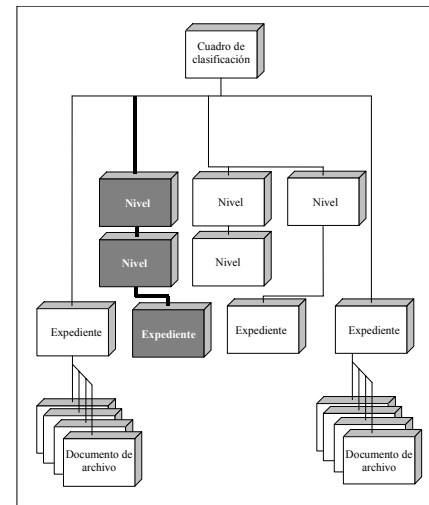 Cuadro de
clasificación
Nivel
Nivel
Nivel
Nivel
Nivel
Expediente
Expediente
Expediente
Expediente
Documento de
archivo
Documento de
archivo